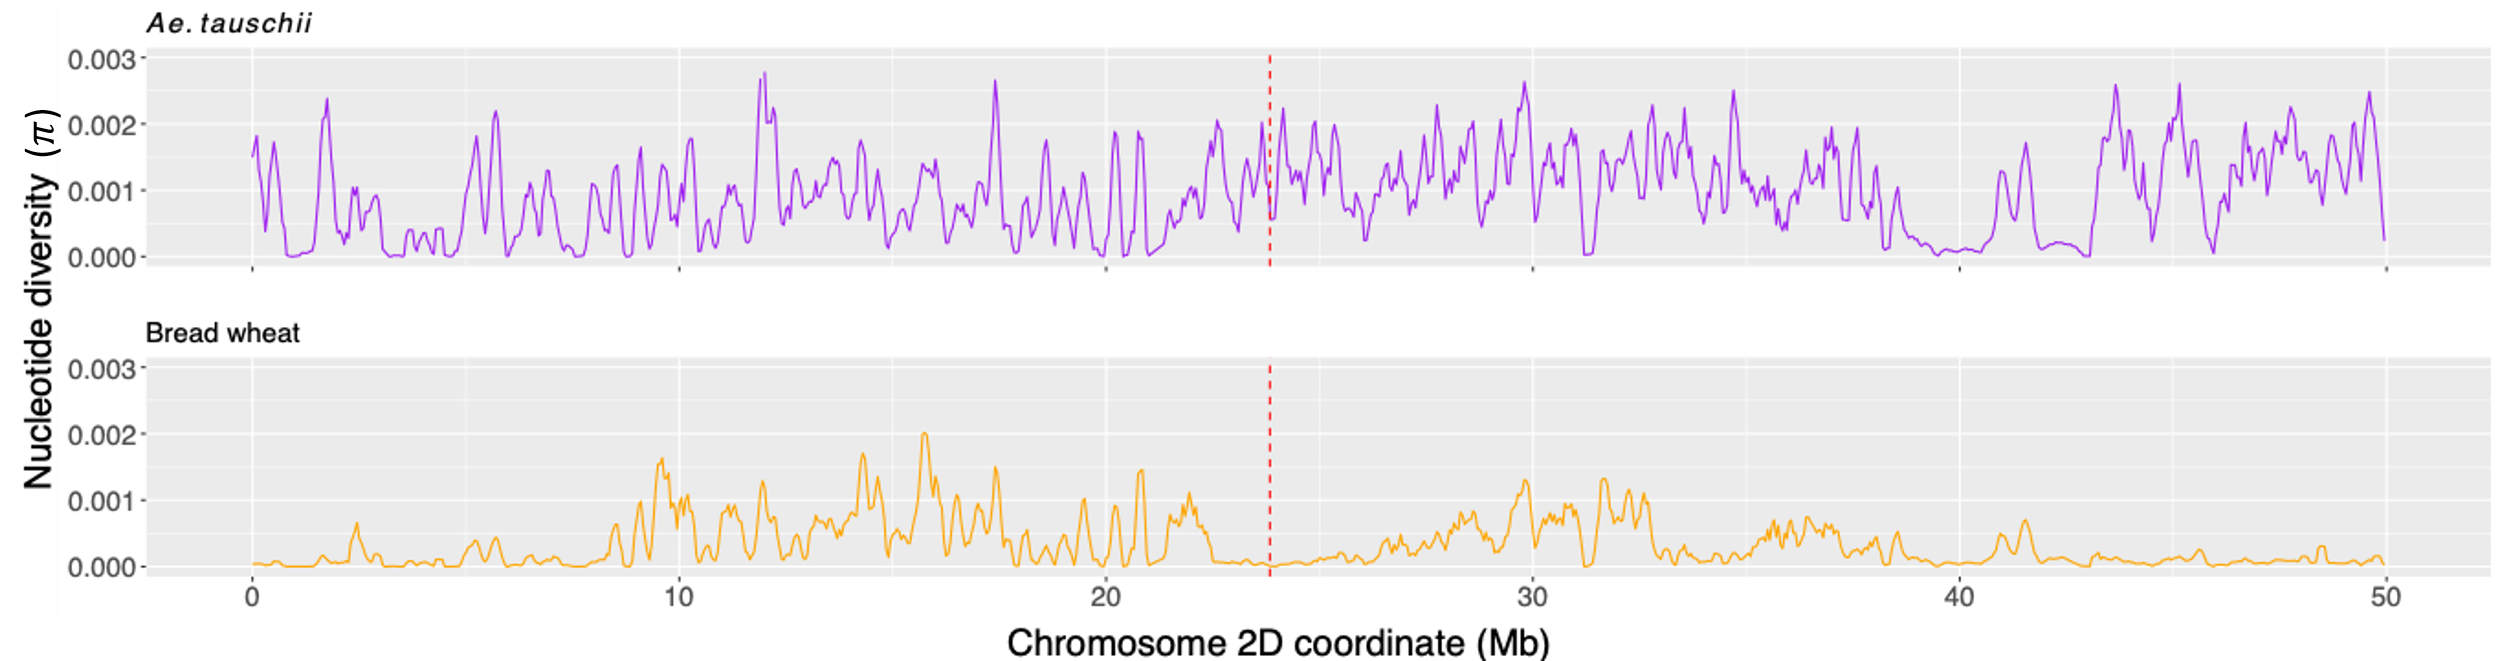 Ae. tauschii
Nucleotide diversity (π)
0.003
0.002
0.001
0.000
Bread wheat
0.003
0.002
0.001
0.000
0 10 20 30 40 50
Chromosome 2D coordinate (Mb)